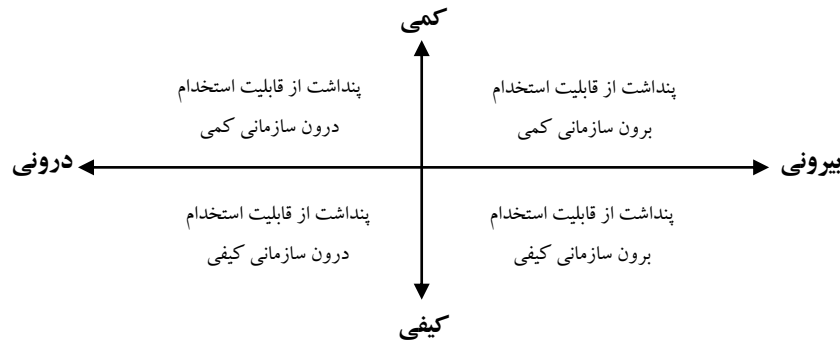 کمی
پنداشت از قابلیت استخدام
برون سازمانی کمی
پنداشت از قابلیت استخدام
درون سازمانی کمی
بیرونی
درونی
پنداشت از قابلیت استخدام
برون سازمانی کیفی
پنداشت از قابلیت استخدام
درون سازمانی کیفی
کیفی